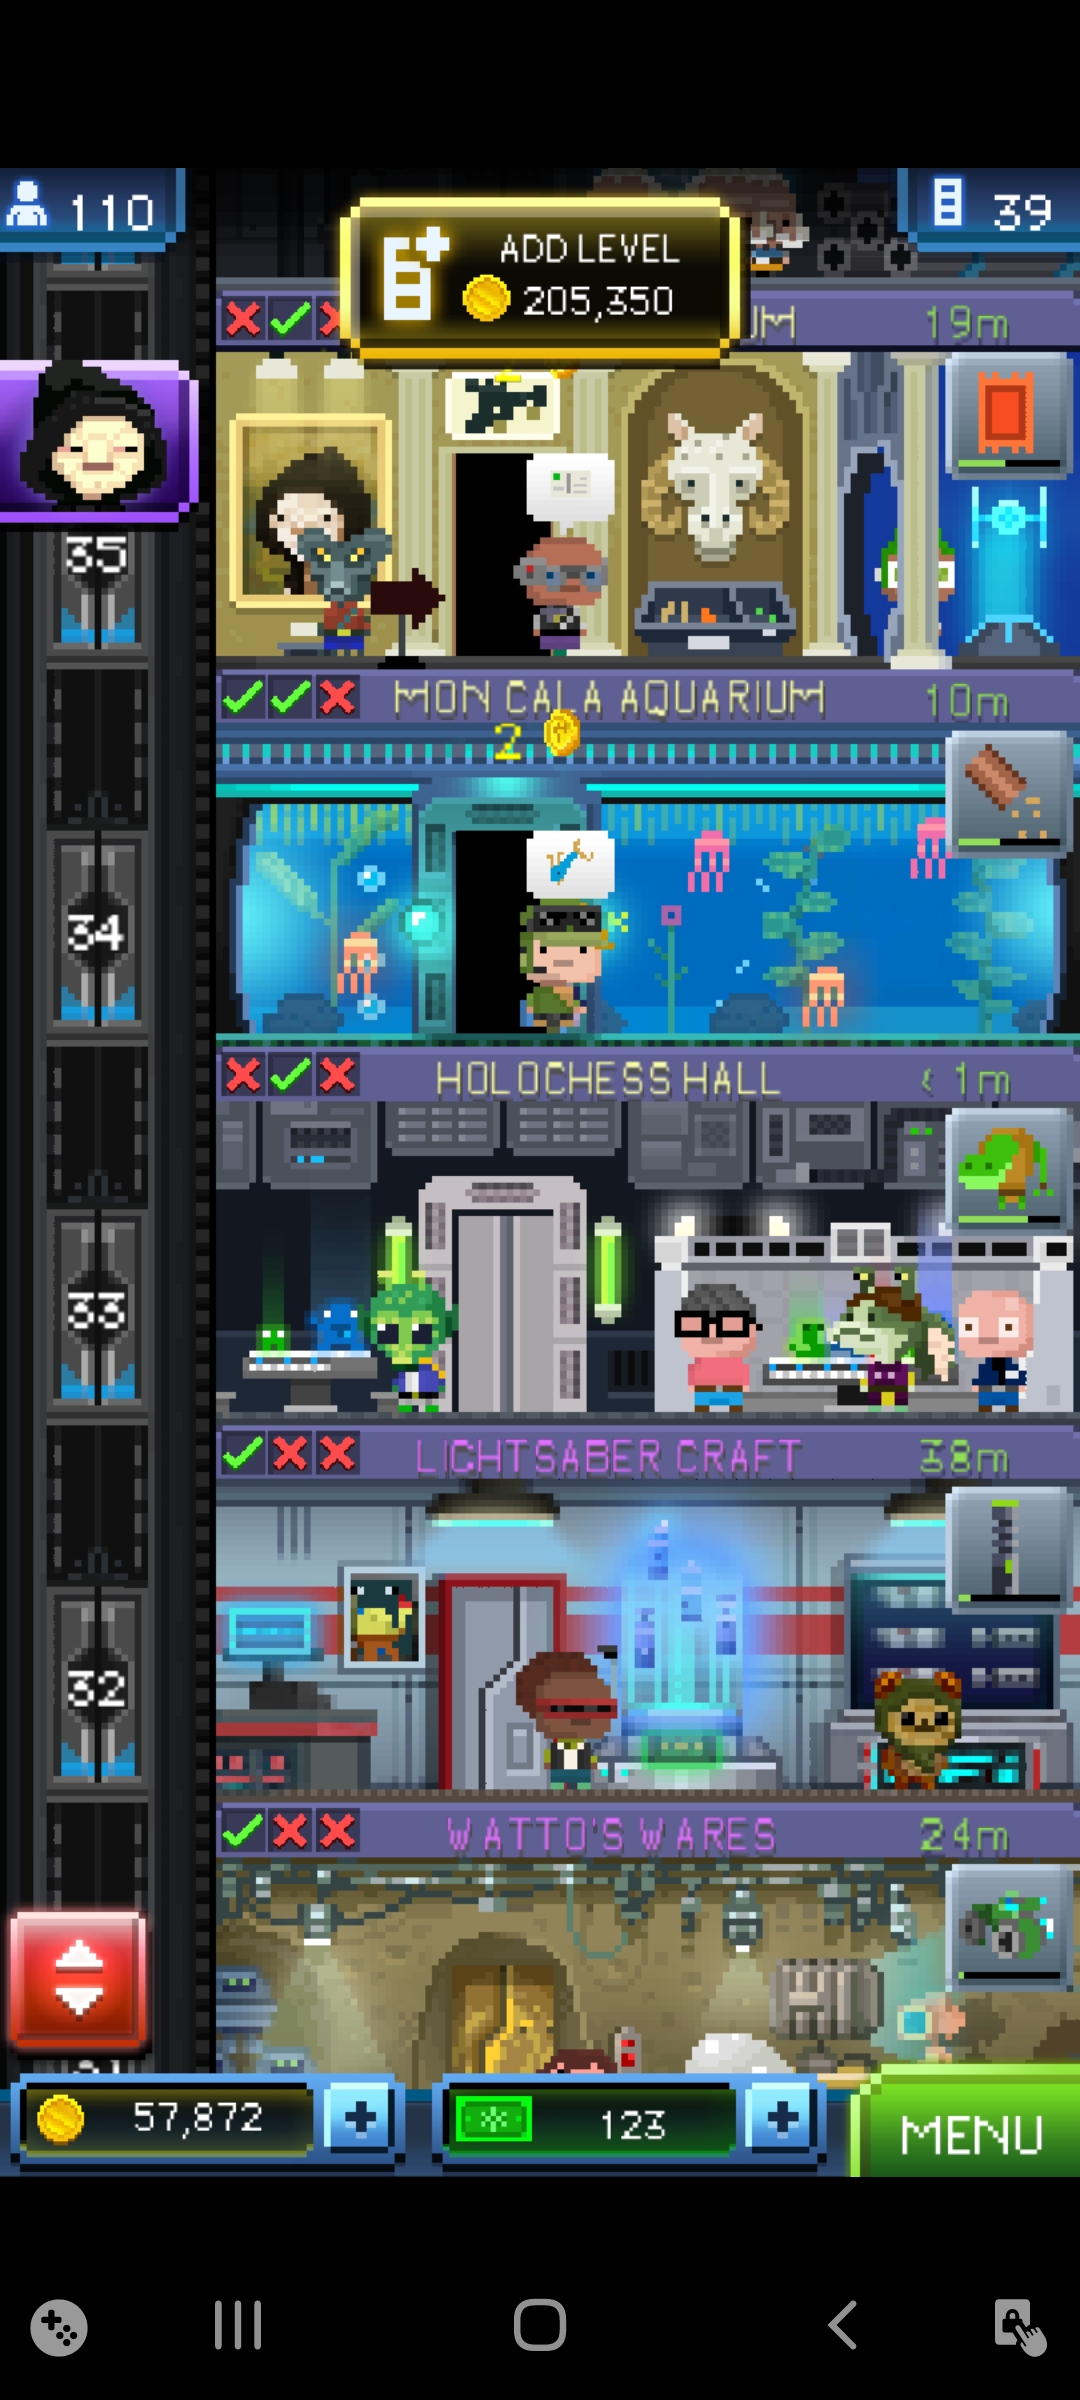 110
ADD LEVEL
205,350
39
19m
35
MON CALA AQUARIUM 10m
2
34
HOLOCHESS HALL < 1m
33
LIGHTSABER CRAFT 38m
32
WATTO'S WARES 24m
57,872
123
MENU